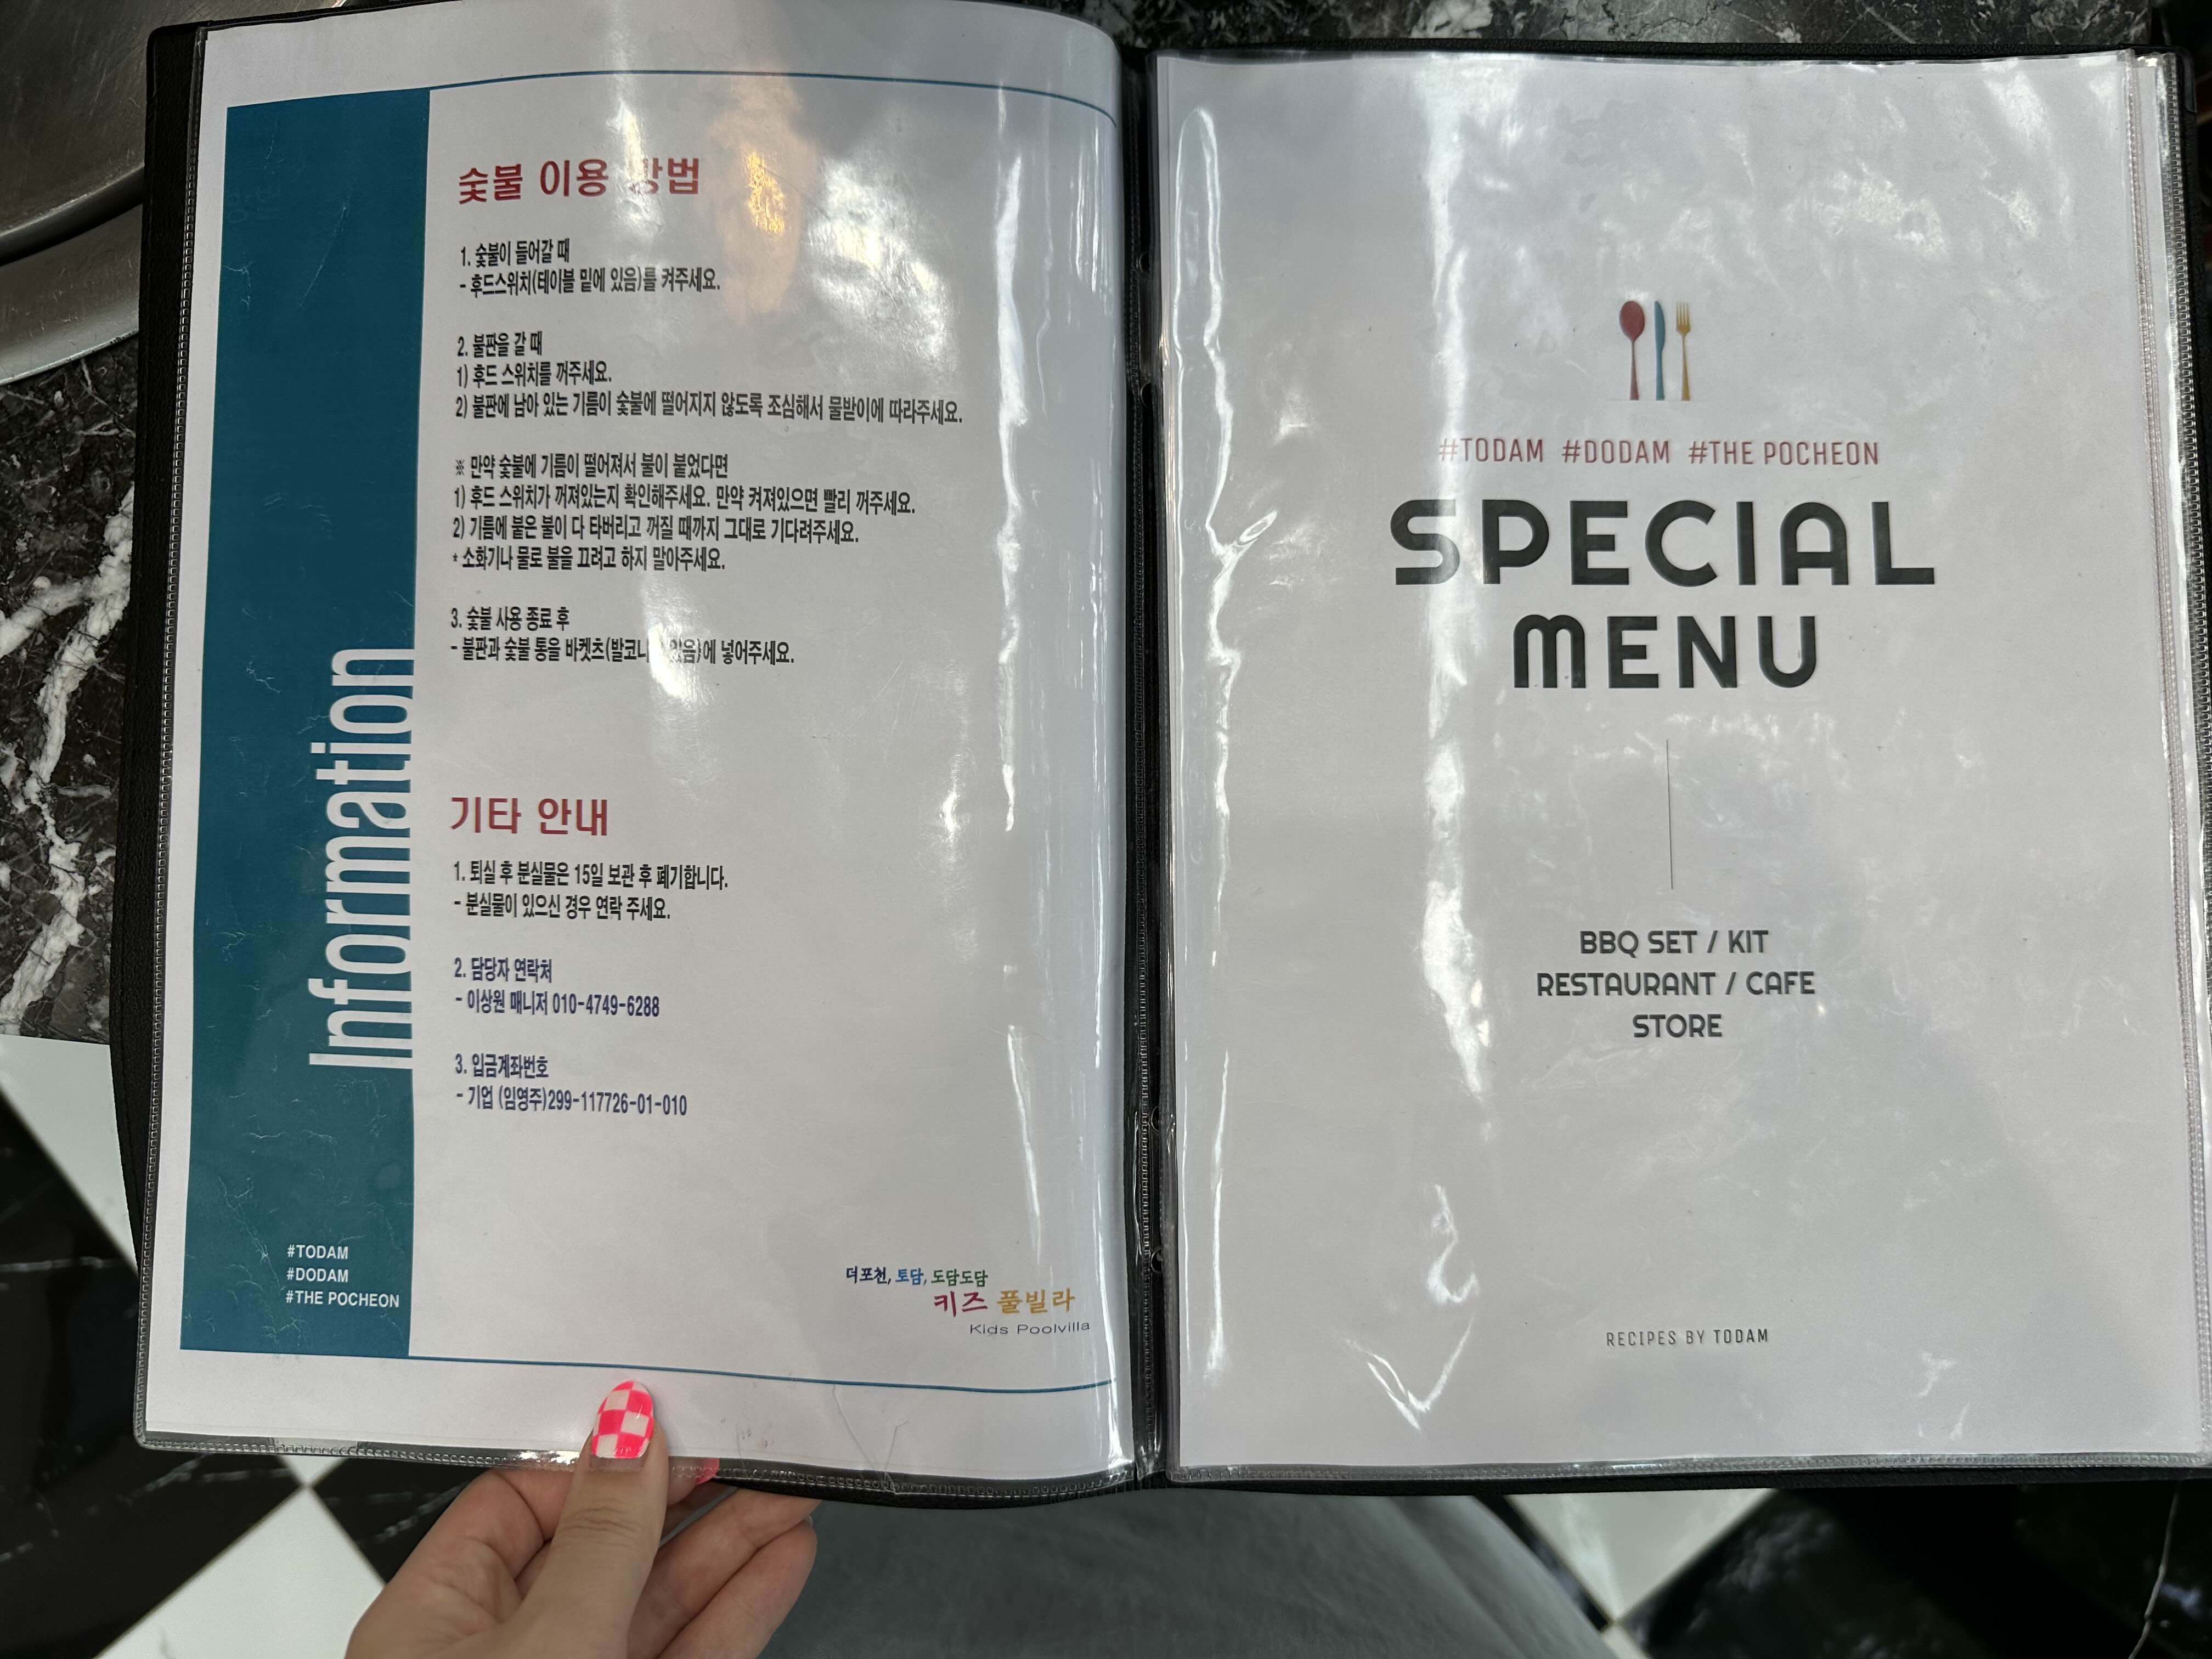 숯불 이용 방법
1. 숯불이 들어갈 때
- 후드스위치(테이블 밑에 있음)를 켜주세요.
2. 불판을 갈 때
1) 후드 스위치를 꺼주세요.
2) 불판에 남아 있는 기름이 숯불에 떨어지지 않도록 조심해서 물받이에 따라주세요.
※ 만약 숯불에 기름이 떨어져서 불이 붙었다면
1) 후드 스위치가 꺼져있는지 확인해주세요. 만약 켜져있으면 빨리 꺼주세요.
2) 기름에 붙은 불이 다 타버리고 꺼질 때까지 그대로 기다려주세요.
* 소화기나 물로 불을 끄려고 하지 말아주세요.
3. 숯불 사용 종료 후
- 불판과 숯불 통을 바켓츠(발코니 있음)에 넣어주세요.
기타 안내
1. 퇴실 후 분실물은 15일 보관 후 폐기합니다.
- 분실물이 있으신 경우 연락 주세요.
2. 담당자 연락처
- 이상원 매니저 010-4749-6288
3. 입금계좌번호
- 기업 (임영주)299-117726-01-010
Information
#TODAM
#DODAM
#THE POCHEON
더포천, 토담, 도담도담
키즈 풀빌라
Kids Poolvilla
#TODAM #DODAM #THE POCHEON
SPECIAL
MENU
BBQ SET / KIT
RESTAURANT / CAFE
STORE
RECIPES BY TODAM